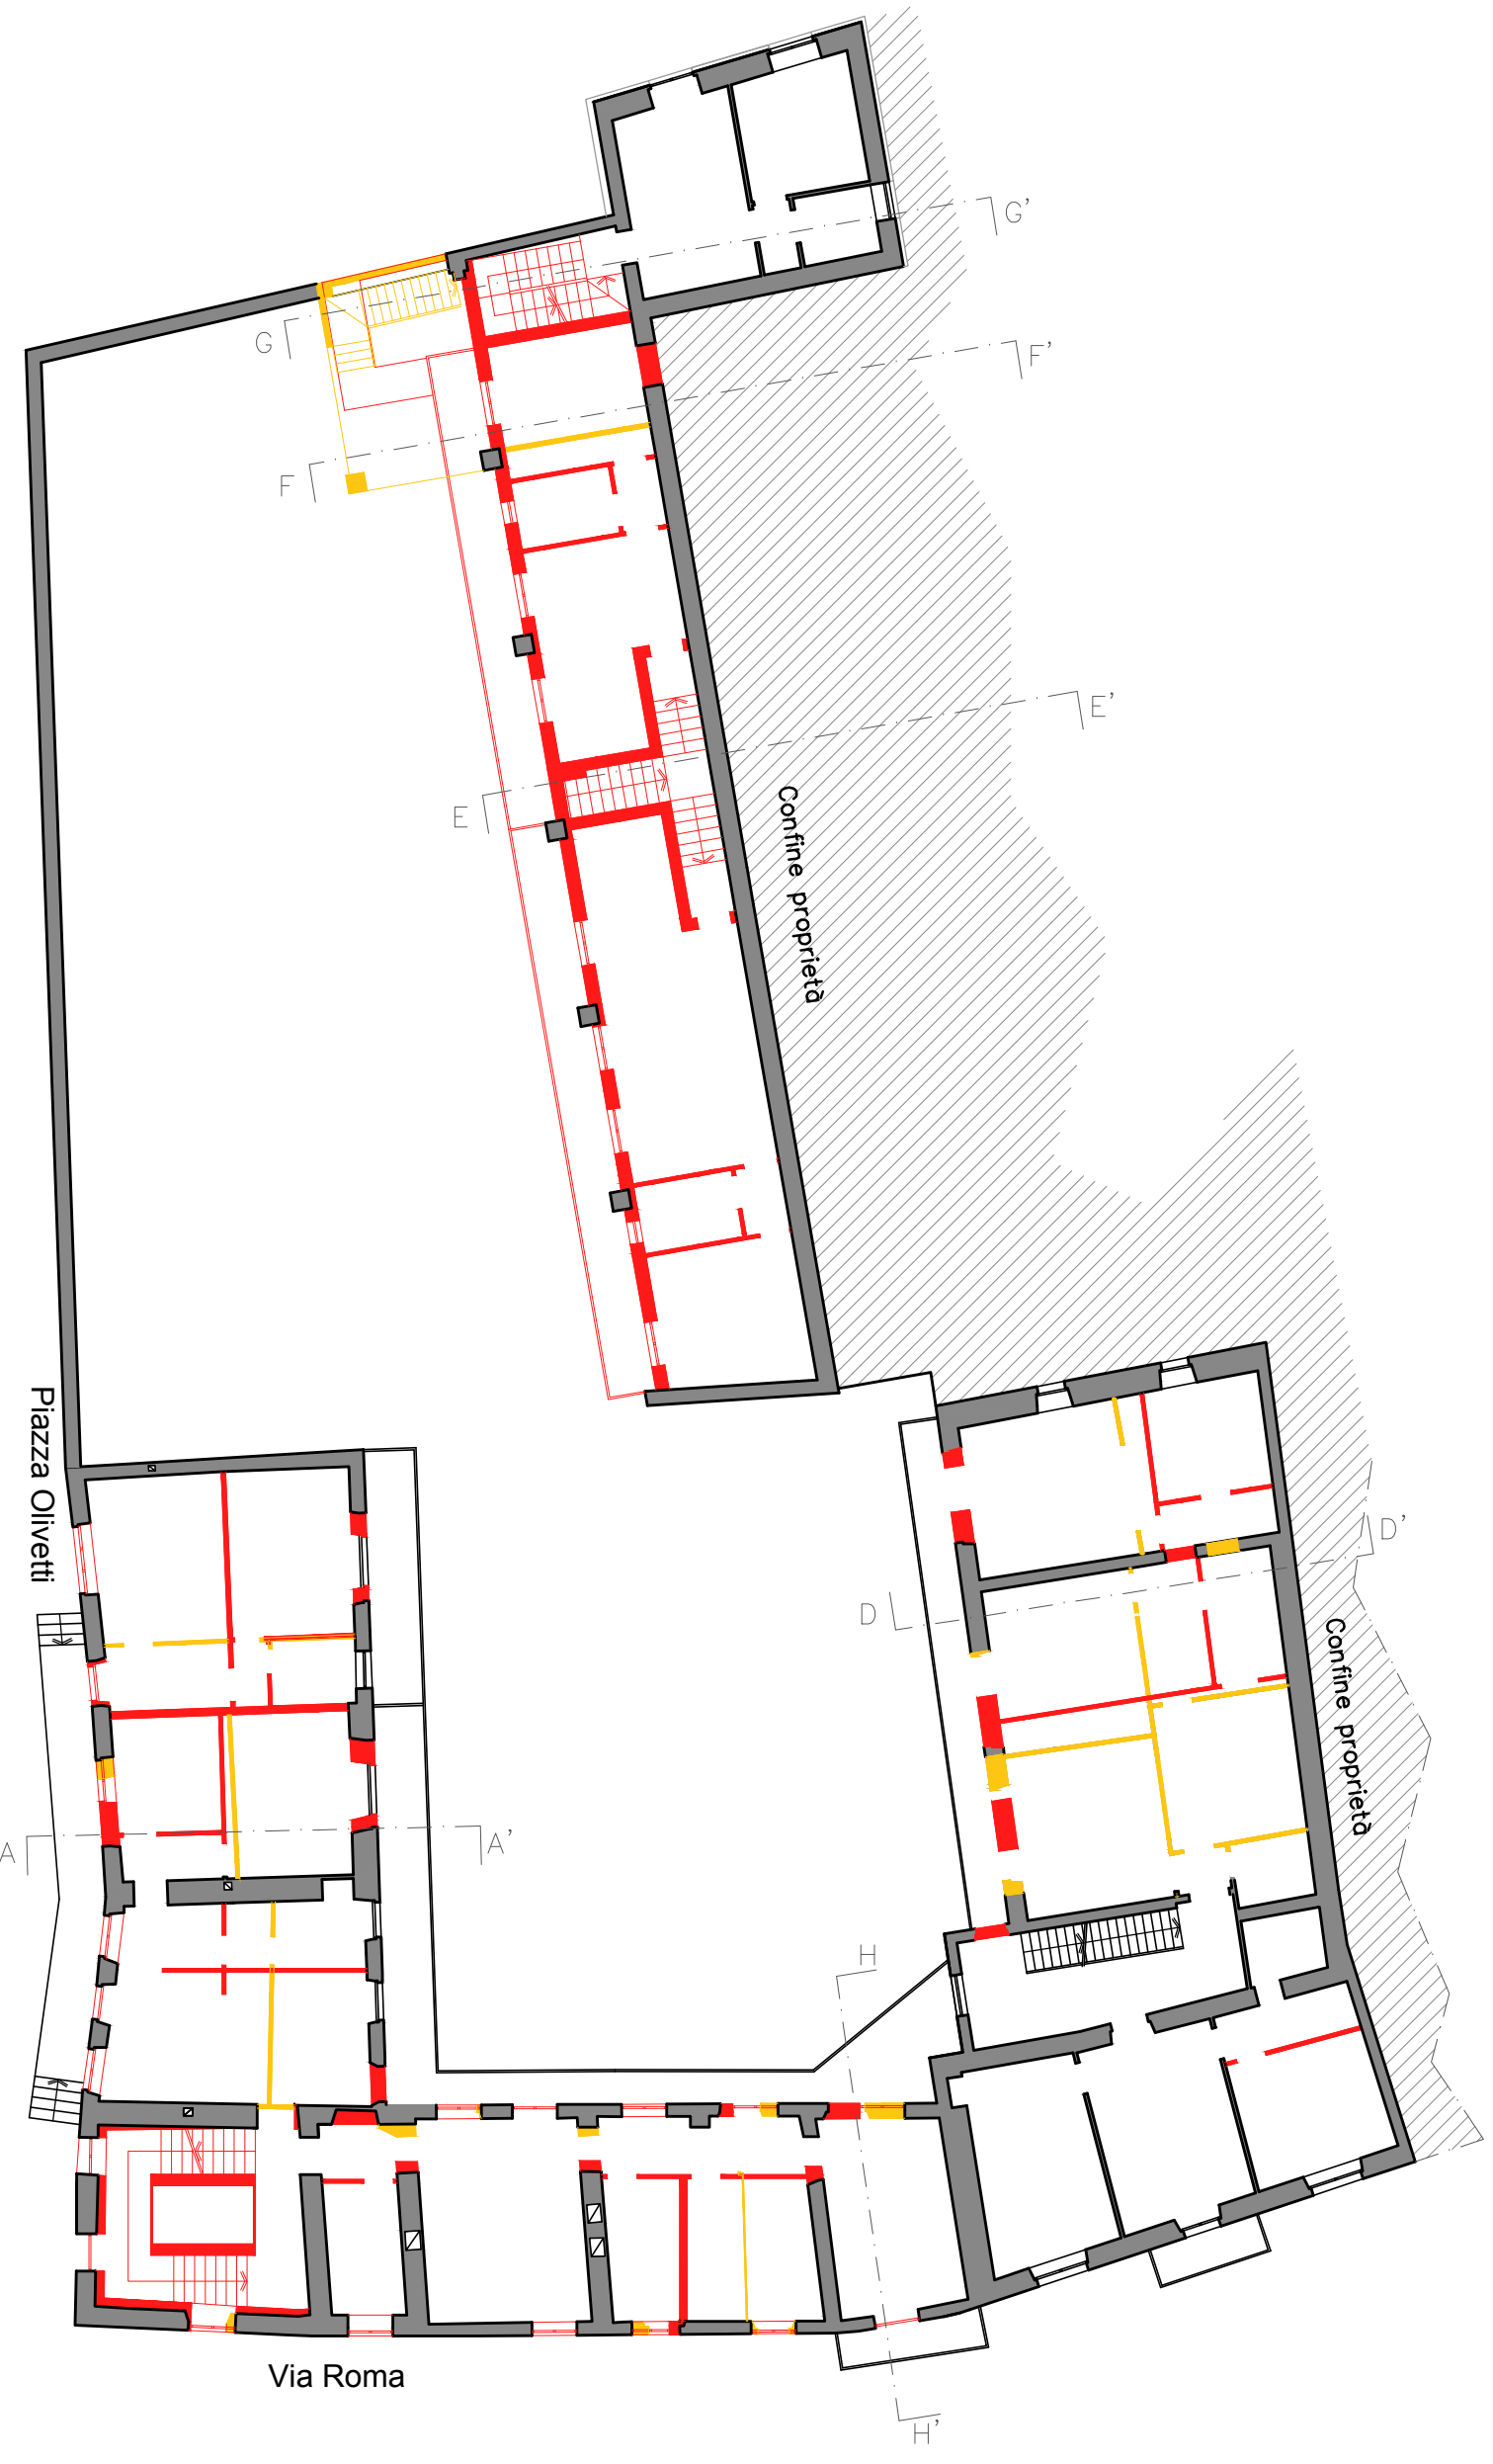 G'
G
F'
F
E'
E
Confine proprietà
Piazza Olivetti
D'
D
Confine proprietà
A
A'
H
Via Roma
H'